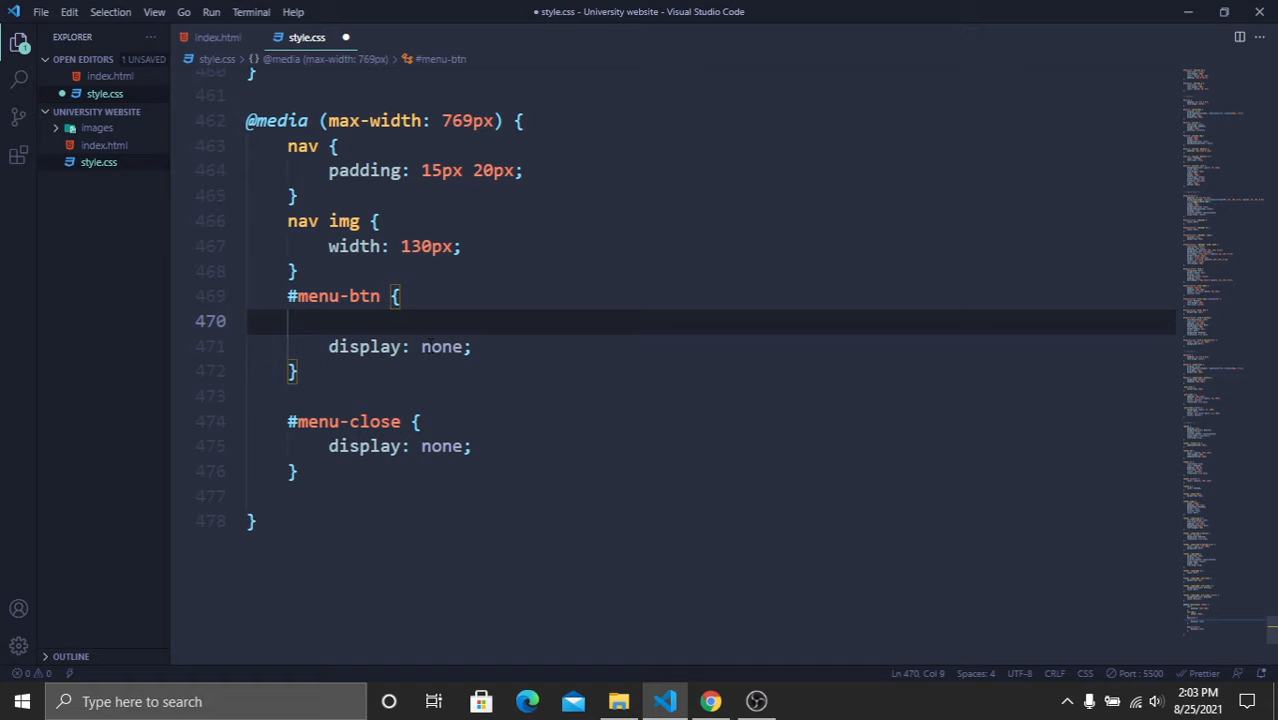 File Edit Selection View Go Run Terminal Help
style.css - University website - Visual Studio Code
EXPLORER
index.html
style.css
OPEN EDITORS 1 UNSAVED
style.css > {} @media (max-width: 769px) > #menu-btn
index.html
style.css
UNIVERSITY WEBSITE
images
index.html
style.css
460 }
461
462 @media (max-width: 769px) {
463 nav {
464 padding: 15px 20px;
465 }
466 nav img {
467 width: 130px;
468 }
469 #menu-btn {
470
471 display: none;
472 }
473
474 #menu-close {
475 display: none;
476 }
477
478 }
OUTLINE
0 0 Ln 470, Col 9 Spaces: 4 UTF-8 CRLF CSS Port : 5500 Prettier
Type here to search
2:03 PM
8/25/2021